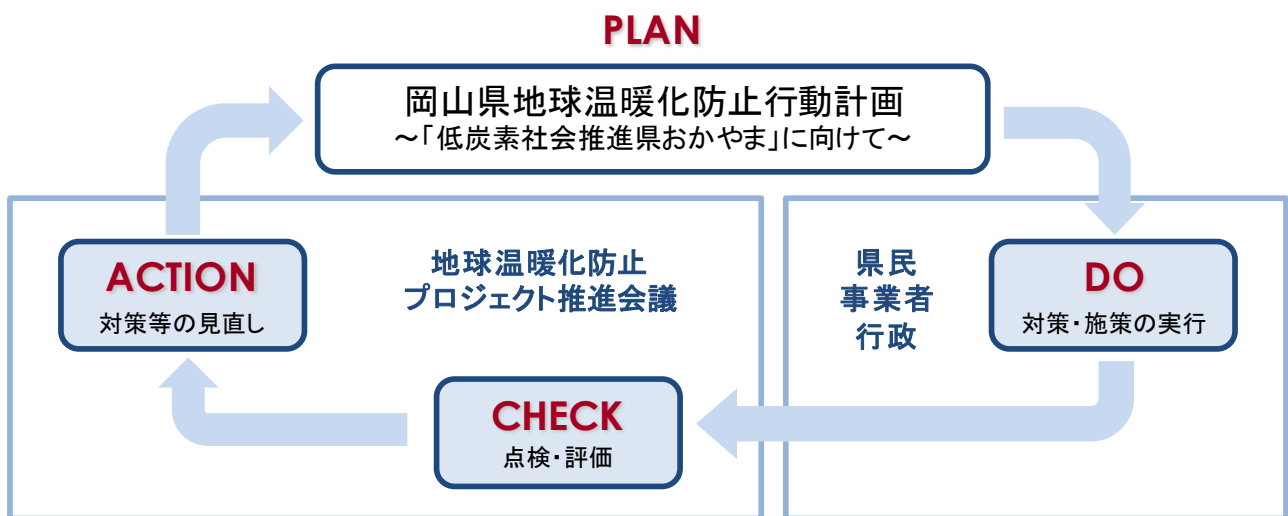 PLAN
岡山県地球温暖化防止行動計画
～「低炭素社会推進県おかやま」に向けて～
ACTION
対策等の見直し
地球温暖化防止
プロジェクト推進会議
県民
事業者
行政
DO
対策・施策の実行
CHECK
点検・評価